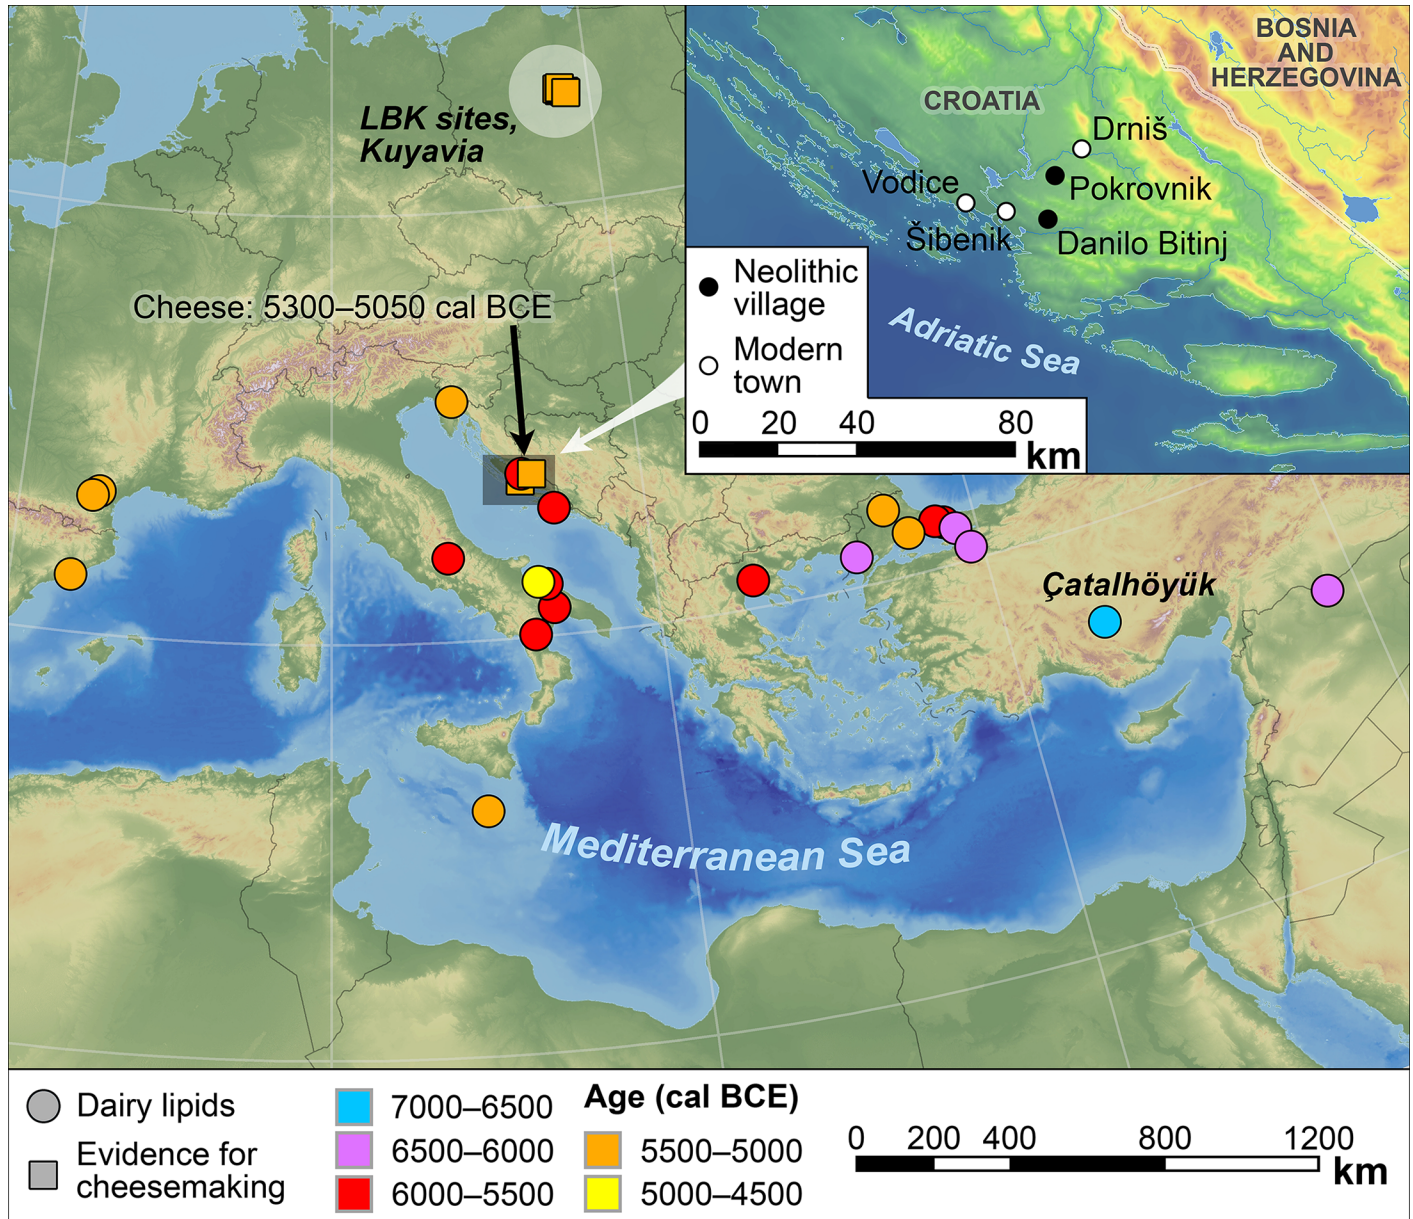 LBK sites,
Kuyavia
Cheese: 5300–5050 cal BCE
BOSNIA
AND
HERZEGOVINA
CROATIA
Drniš
Vodice
Pokrovnik
Šibenik
Danilo Bitinj
Neolithic
village
Modern
town
Adriatic Sea
0 20 40 80
km
Çatalhöyük
Mediterranean Sea
Dairy lipids
Evidence for
cheesemaking
7000–6500
6500–6000
6000–5500
Age (cal BCE)
5500–5000
5000–4500
0 200 400 800 1200
km